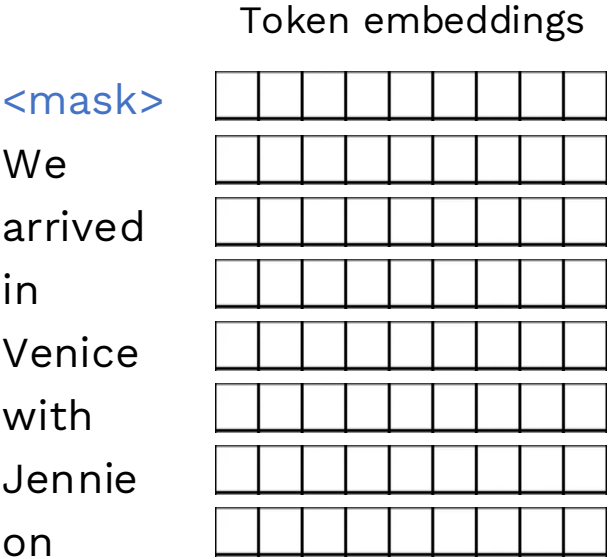 Token embeddings
<mask>
We
arrived
in
Venice
with
Jennie
on